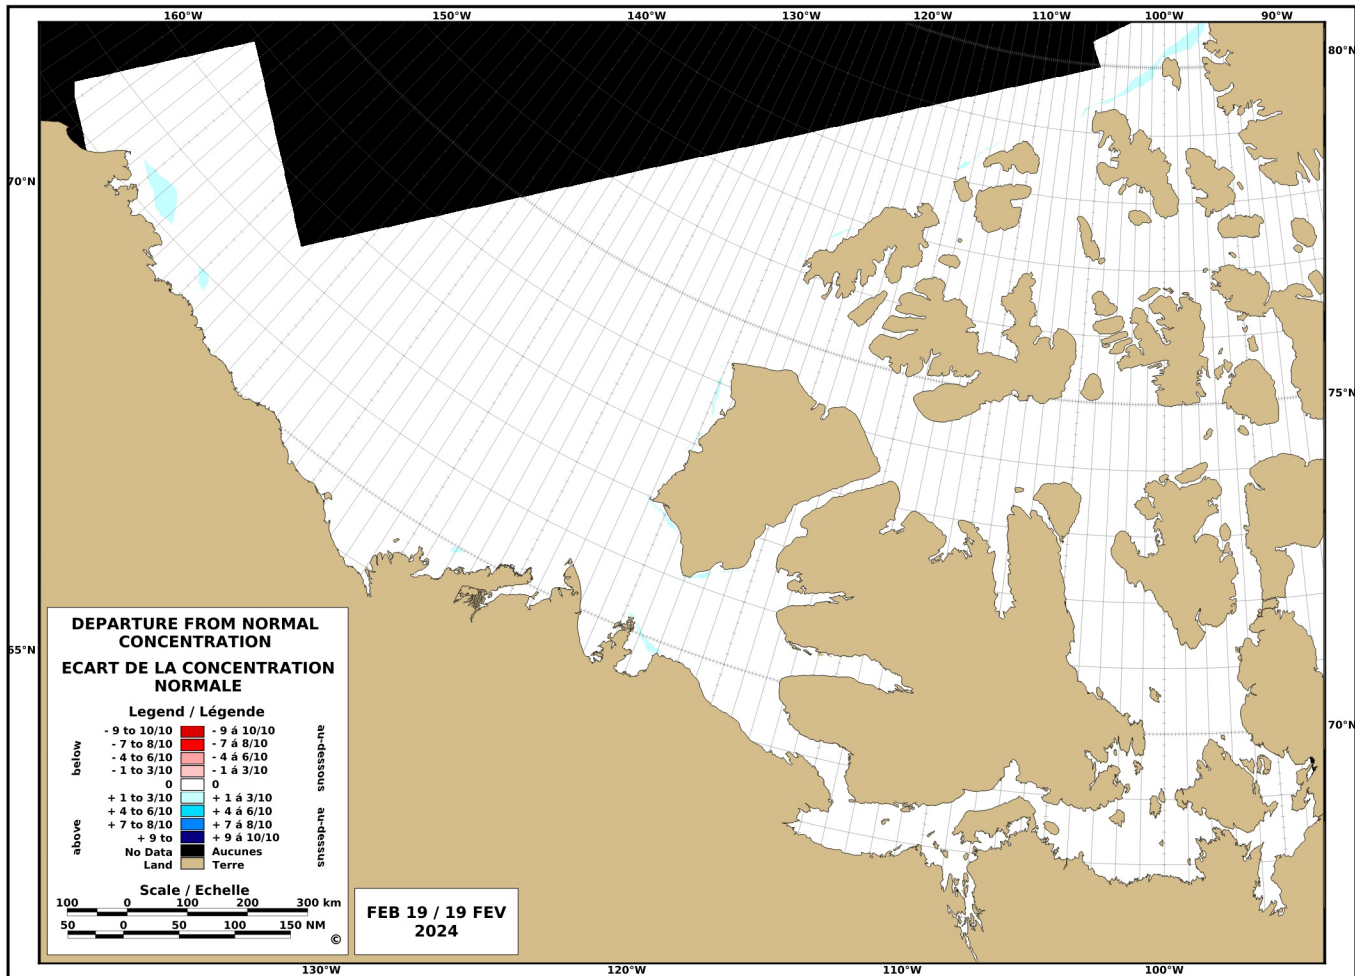 160°W 150°W 140°W 130°W 120°W 110°W 100°W 90°W
80°N
70°N
75°N
65°N
70°N
DEPARTURE FROM NORMAL
CONCENTRATION
ECART DE LA CONCENTRATION
NORMALE
Legend / Légende
below
above
- 9 to 10/10 - 9 á 10/10
- 7 to 8/10 - 7 á 8/10
- 4 to 6/10 - 4 á 6/10
- 1 to 3/10 - 1 á 3/10
0 0
+ 1 to 3/10 + 1 á 3/10
+ 4 to 6/10 + 4 á 6/10
+ 7 to 8/10 + 7 á 8/10
+ 9 to + 9 á 10/10
No Data Aucunes
Land Terre
au-dessous
au-dessus
Scale / Echelle
100 0 100 200 300 km
50 0 50 100 150 NM
©
FEB 19 / 19 FEV
2024
130°W 120°W 110°W 100°W